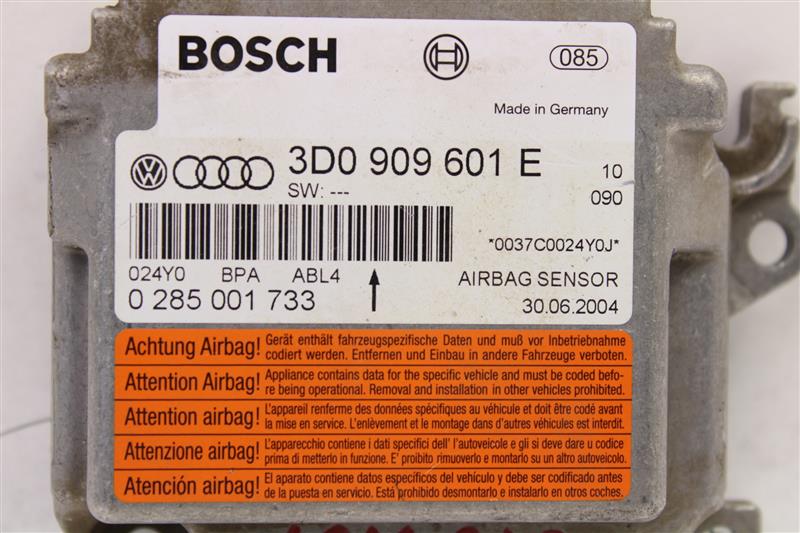 BOSCH
085
Made in Germany
3D0 909 601 E
10
SW: ---
090
*0037C0024Y0J*
024Y0 BPA ABL4
AIRBAG SENSOR
0 285 001 733
30.06.2004
Achtung Airbag! Gerät enthält fahrzeugspezifische Daten und muß vor Inbetriebnahme
codiert werden. Entfernen und Einbau in andere Fahrzeuge verboten.
Attention Airbag! Appliance contains data for the specific vehicle and must be coded befo-
re being operational. Removal and installation in other vehicles prohibited.
Attention airbag! L'appareil renferme des données spécifiques au véhicule et doit être codé avant
la mise en service. L'enlèvement et le montage dans d'autres véhicules est interdit.
Attenzione airbag! L'apparecchio contiene i dati specifici dell' l'autoveicolo e gli si deve dare u codice
prima di metterlo in funzione. E' proibito rimuoverlo e montarlo su un altro autoveicolo.
Atención airbag! El aparato contiene datos específicos del vehículo y debe ser codificado antes
de la puesta en servicio. Está prohibido desmontarlo e instalarlo en otros coches.